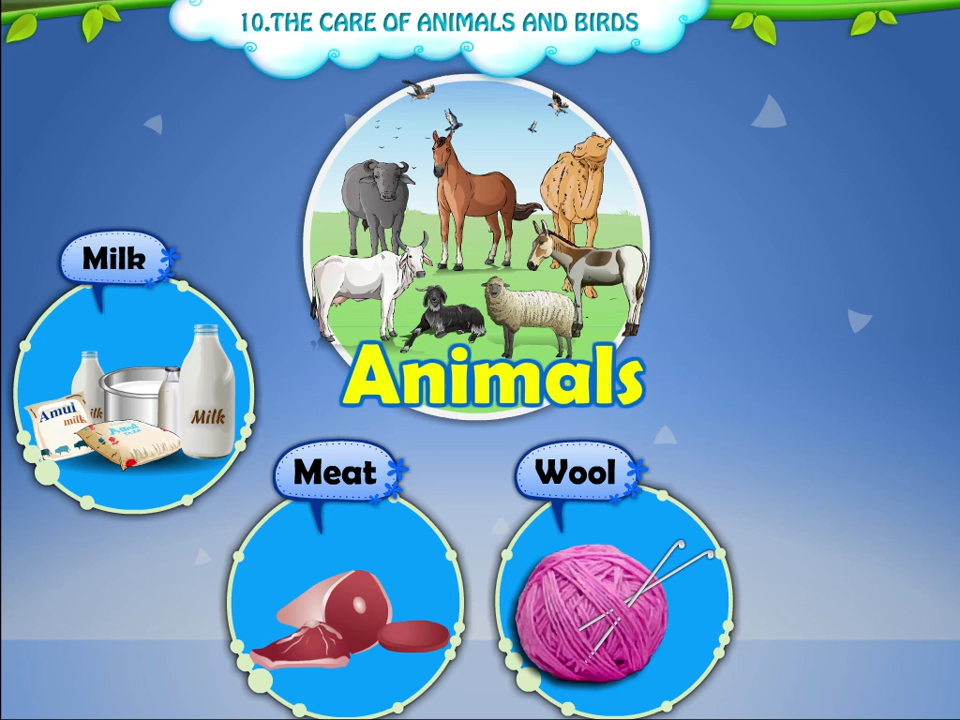 10.THE CARE OF ANIMALS AND BIRDS
Animals
Milk
Amul
milk
Milk
Meat
Wool